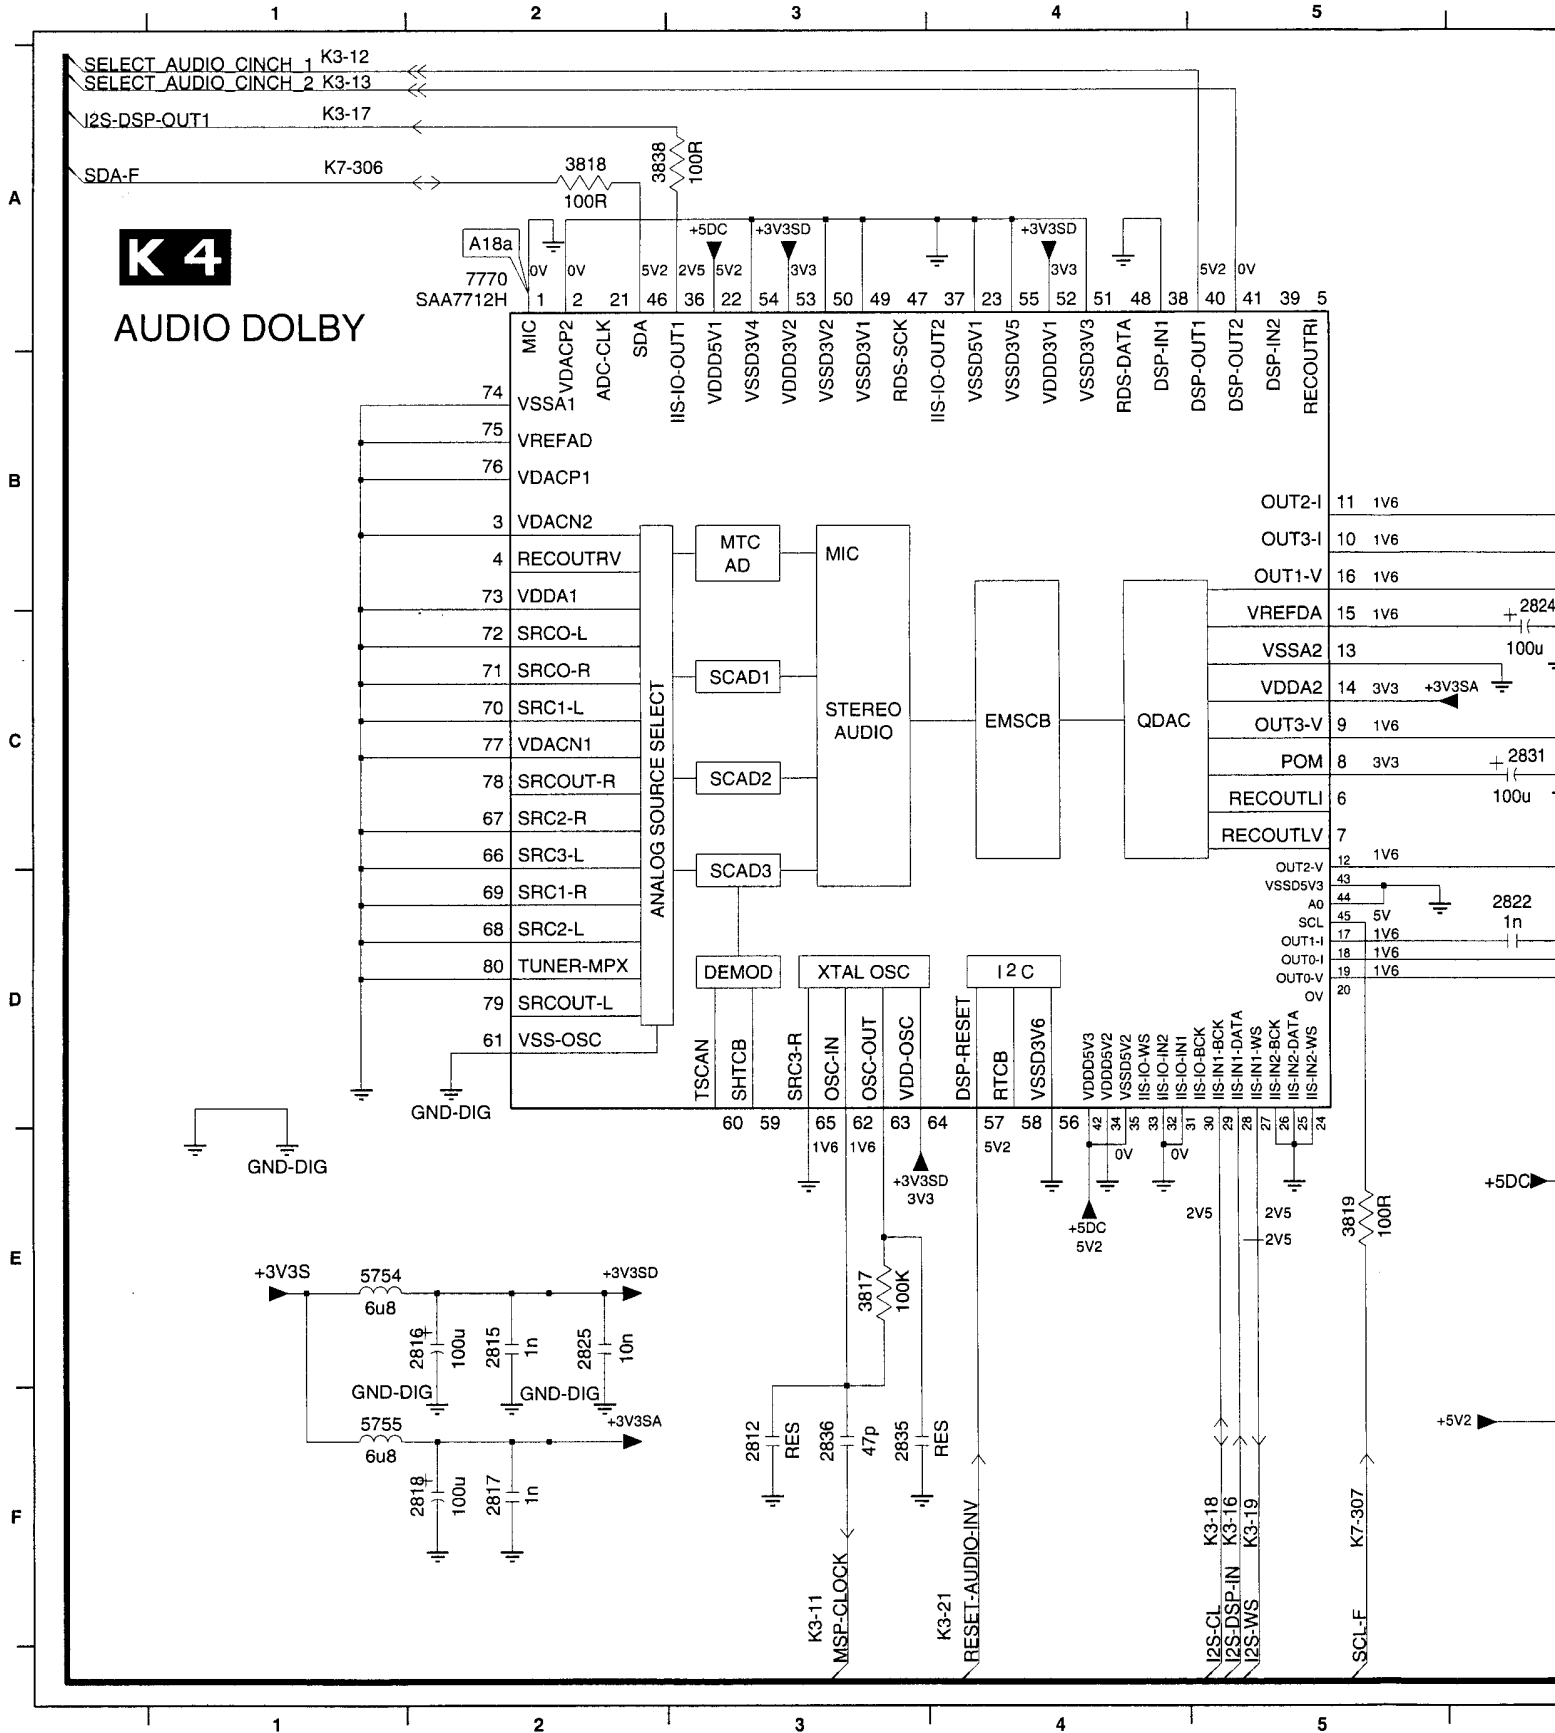 1 2 3 4 5
SELECT_AUDIO_CINCH_1 K3-12
SELECT_AUDIO_CINCH_2 K3-13
I2S-DSP-OUT1 K3-17
SDA-F K7-306
3818
100R
3838
100R
A
K 4
AUDIO DOLBY
A18a
7770
SAA7712H
+5DC +3V3SD +3V3SD
0V 0V 5V2 2V5 5V2 3V3 3V3 5V2 0V
1 2 21 46 36 22 54 53 50 49 47 37 23 55 52 51 48 38 40 41 39 5
MIC
VDACP2
ADC-CLK
SDA
IIS-IO-OUT1
VDDD5V1
VSSD3V4
VDDD3V2
VSSD3V2
VSSD3V1
RDS-SCK
IIS-IO-OUT2
VSSD5V1
VSSD3V5
VDDD3V1
VSSD3V3
RDS-DATA
DSP-IN1
DSP-OUT1
DSP-OUT2
DSP-IN2
RECOUTRI
B
74 VSSA1
75 VREFAD
76 VDACP1
3 VDACN2
4 RECOUTRV
73 VDDA1
72 SRCO-L
71 SRCO-R
70 SRC1-L
77 VDACN1
78 SRCOUT-R
67 SRC2-R
66 SRC3-L
69 SRC1-R
68 SRC2-L
80 TUNER-MPX
79 SRCOUT-L
61 VSS-OSC
GND-DIG
GND-DIG
ANALOG SOURCE SELECT
MTC
AD
MIC
SCAD1
STEREO
AUDIO
SCAD2
SCAD3
EMSCB
QDAC
DEMOD
XTAL OSC
I2C
C
OUT2-I 11 1V6
OUT3-I 10 1V6
OUT1-V 16 1V6
VREFDA 15 1V6
+ 2824
100u
VSSA2 13
VDDA2 14 3V3 +3V3SA
OUT3-V 9 1V6
POM 8 3V3
+ 2831
100u
RECOUTLI 6
RECOUTLV 7
OUT2-V 12 1V6
VSSD5V3 43
A0 44
SCL 45 5V
OUT1-I 17 1V6
OUT0-I 18 1V6
OUT0-V 19 1V6
OV 20
2822
1n
D
TSCAN
SHTCB
SRC3-R
OSC-IN
OSC-OUT
VDD-OSC
DSP-RESET
RTCB
VSSD3V6
VDDD5V3
VDDD5V2
VSSD5V2
IIS-IO-WS
IIS-IO-IN2
IIS-IO-IN1
IIS-IO-BCK
IIS-IN1-BCK
IIS-IN1-DATA
IIS-IN1-WS
IIS-IN2-BCK
IIS-IN2-DATA
IIS-IN2-WS
60 59 65 62 63 64 57 58 56 42 34 35 33 32 31 30 29 28 27 26 25 24
1V6 1V6 5V2 0V 0V
+3V3SD
3V3
+5DC
5V2
2V5 2V5
2V5
3819
100R
+5DC
E
+3V3S
5754
6u8
+3V3SD
2816
+
100u
2815
1n
2825
10n
GND-DIG GND-DIG
5755
6u8
+3V3SA
2818
+
100u
2817
1n
3817
100K
2812
RES
2836
47p
2835
RES
+5V2
F
K3-11
MSP-CLOCK
K3-21
RESET-AUDIO-INV
I2S-CL K3-18
I2S-DSP-IN K3-16
I2S-WS K3-19
SCL-F K7-307
1 2 3 4 5